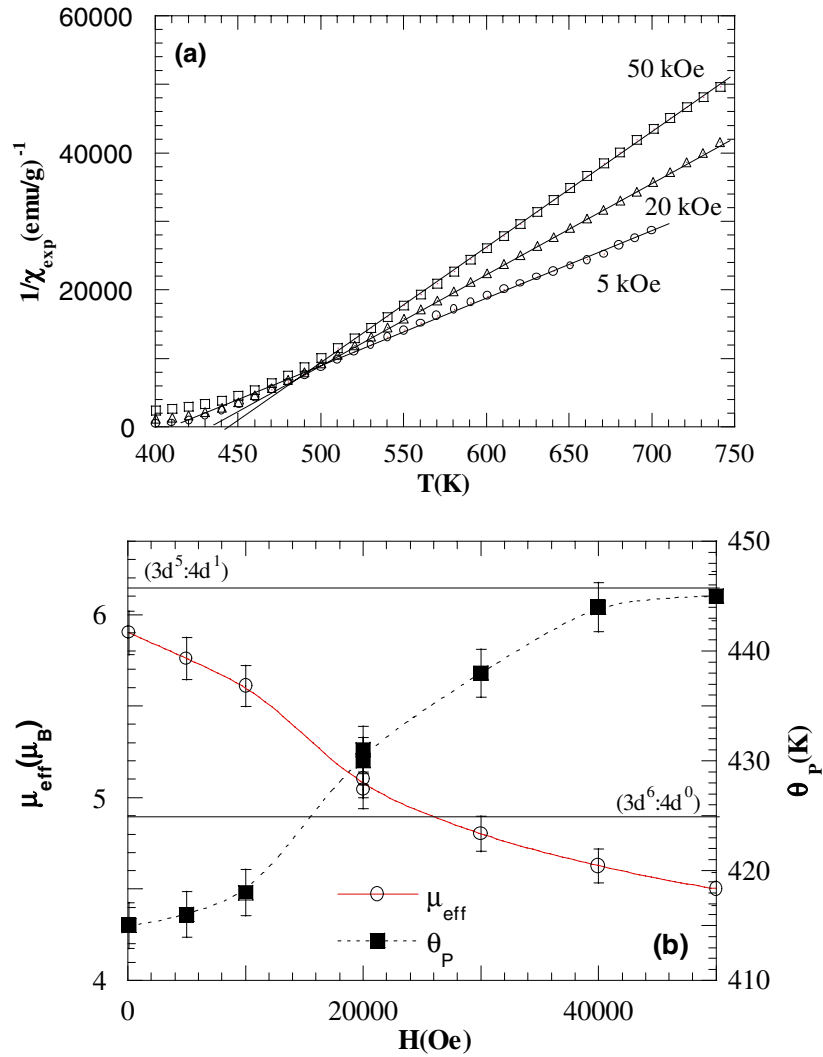 (a)
60000
40000
20000
0
1/χexp(emu/g)-1
50 kOe
20 kOe
5 kOe
400 450 500 550 600 650 700 750
T(K)
(b)
(3d5:4d1)
(3d6:4d0)
6
5
4
μeff(μB)
450
440
430
420
410
θP(K)
μeff
θP
0 20000 40000
H(Oe)